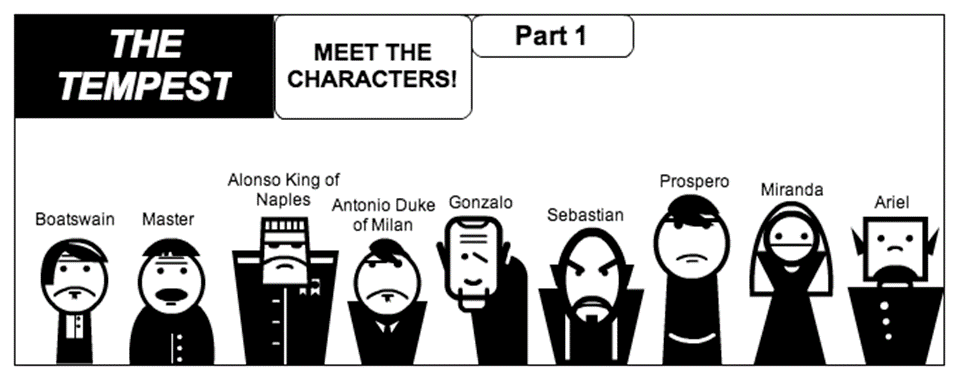 THE
TEMPEST
MEET THE
CHARACTERS!
Part 1
Boatswain
Master
Alonso King of
Naples
Antonio Duke
of Milan
Gonzalo
Sebastian
Prospero
Miranda
Ariel